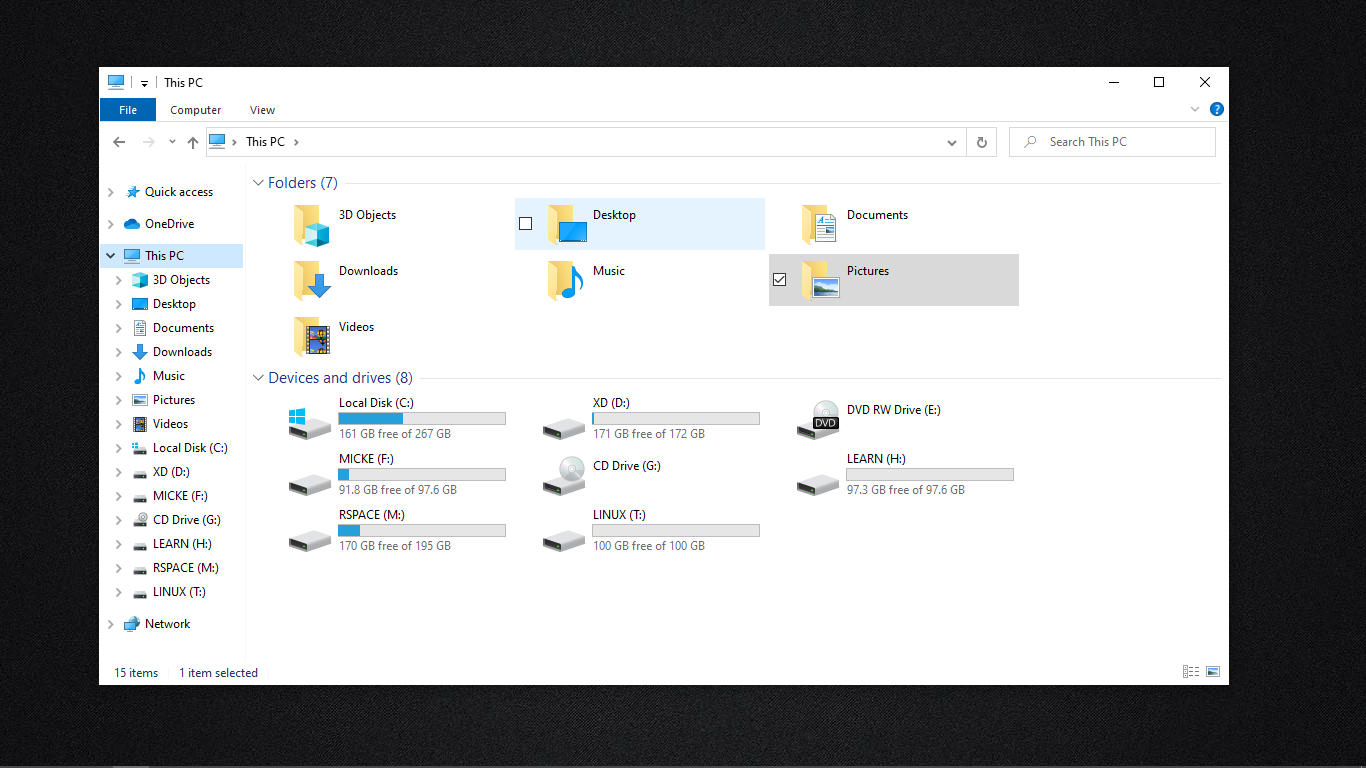 This PC
File Computer View
This PC
Search This PC
Quick access
OneDrive
This PC
3D Objects
Desktop
Documents
Downloads
Music
Pictures
Videos
Local Disk (C:)
XD (D:)
MICKE (F:)
CD Drive (G:)
LEARN (H:)
RSPACE (M:)
LINUX (T:)
Network
Folders (7)
3D Objects
Desktop
Documents
Downloads
Music
Pictures
Videos
Devices and drives (8)
Local Disk (C:)
161 GB free of 267 GB
XD (D:)
171 GB free of 172 GB
DVD RW Drive (E:)
DVD
MICKE (F:)
91.8 GB free of 97.6 GB
CD Drive (G:)
LEARN (H:)
97.3 GB free of 97.6 GB
RSPACE (M:)
170 GB free of 195 GB
LINUX (T:)
100 GB free of 100 GB
15 items 1 item selected